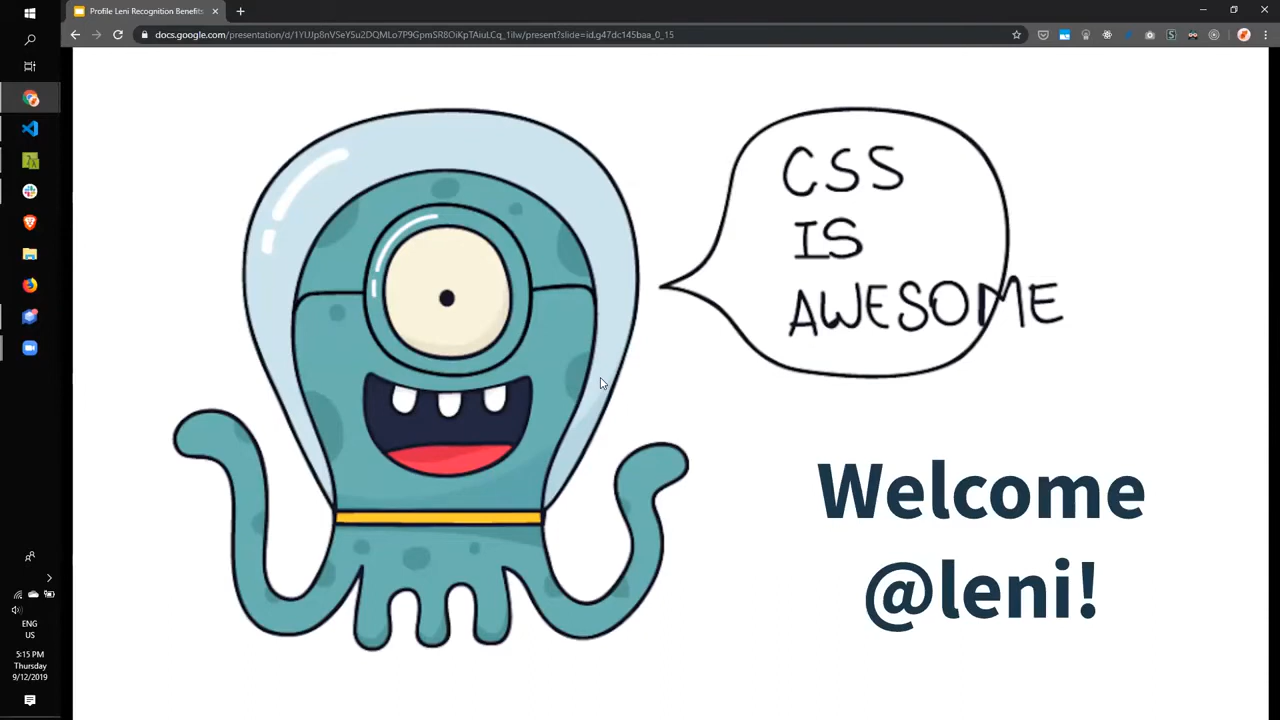 Profile Leni Recognition Benefits
docs.google.com/presentation/d/1YUJp8nVSeYSu2DQMLo7P9GpmSR8OiKpTAiuLCq_1ilw/present?slide=id.g47dc145baa_0_15
CSS
IS
AWESOME
Welcome
@leni!
ENG
US
5:15 PM
Thursday
9/12/2019